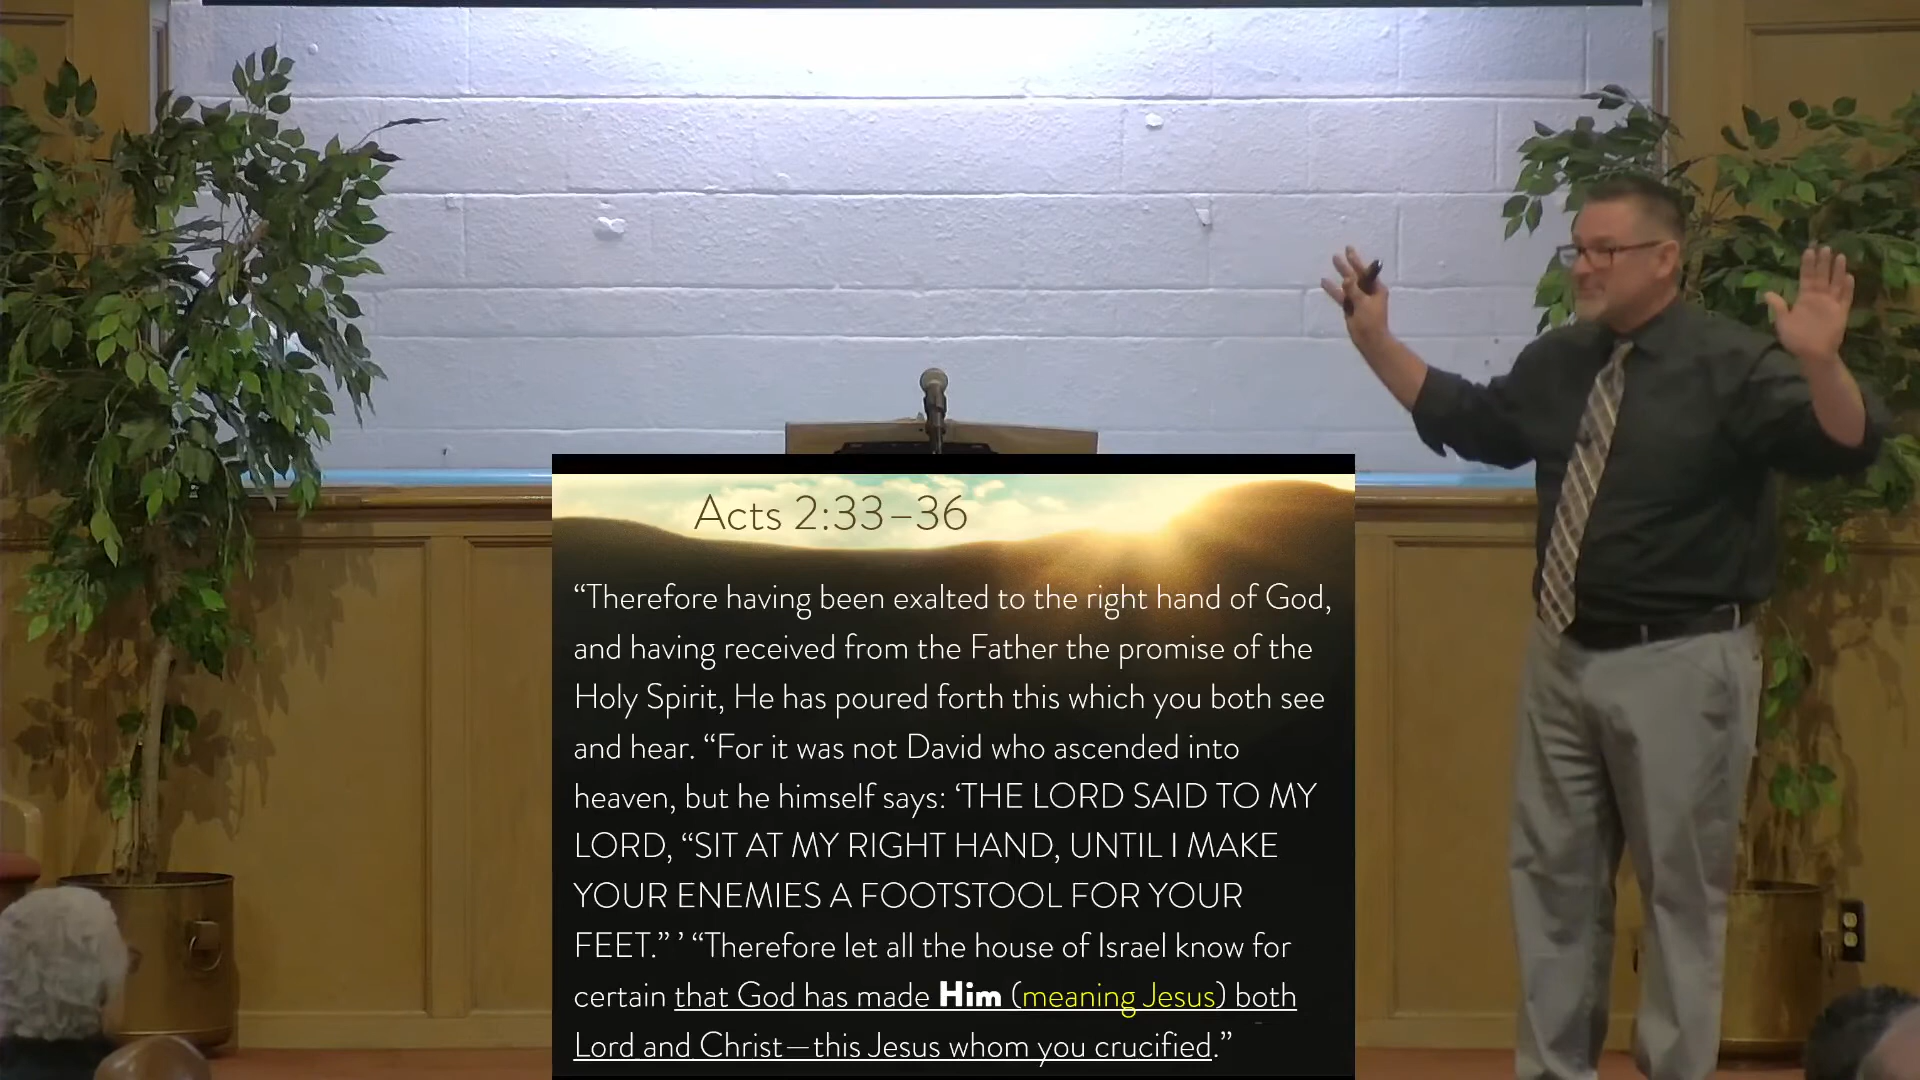 Acts 2:33–36
“Therefore having been exalted to the right hand of God,
and having received from the Father the promise of the
Holy Spirit, He has poured forth this which you both see
and hear. “For it was not David who ascended into
heaven, but he himself says: ‘THE LORD SAID TO MY
LORD, “SIT AT MY RIGHT HAND, UNTIL I MAKE
YOUR ENEMIES A FOOTSTOOL FOR YOUR
FEET.” ’ “Therefore let all the house of Israel know for
certain that God has made Him (meaning Jesus) both
Lord and Christ—this Jesus whom you crucified.”